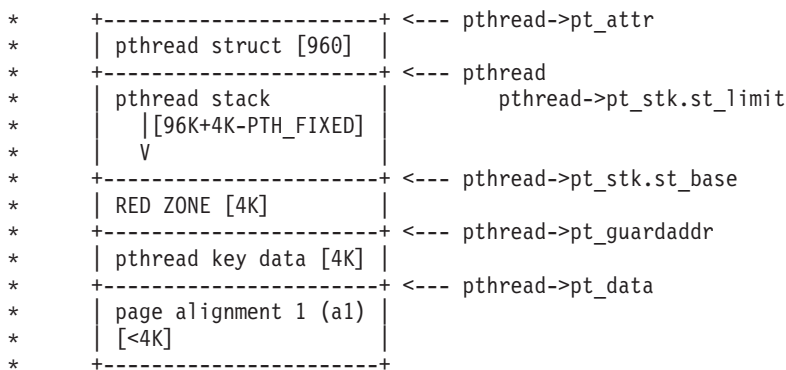 *      +----------------------+ <--- pthread->pt_attr
*      | pthread struct [960]  |
*      +----------------------+ <--- pthread
*      | pthread stack         |        pthread->pt_stk.st_limit
*      |   |[96K+4K-PTH_FIXED] |
*      |   V                   |
*      +----------------------+ <--- pthread->pt_stk.st_base
*      | RED ZONE [4K]         |
*      +----------------------+ <--- pthread->pt_guardaddr
*      | pthread key data [4K] |
*      +----------------------+ <--- pthread->pt_data
*      | page alignment 1 (a1) |
*      | [<4K]                 |
*      +----------------------+